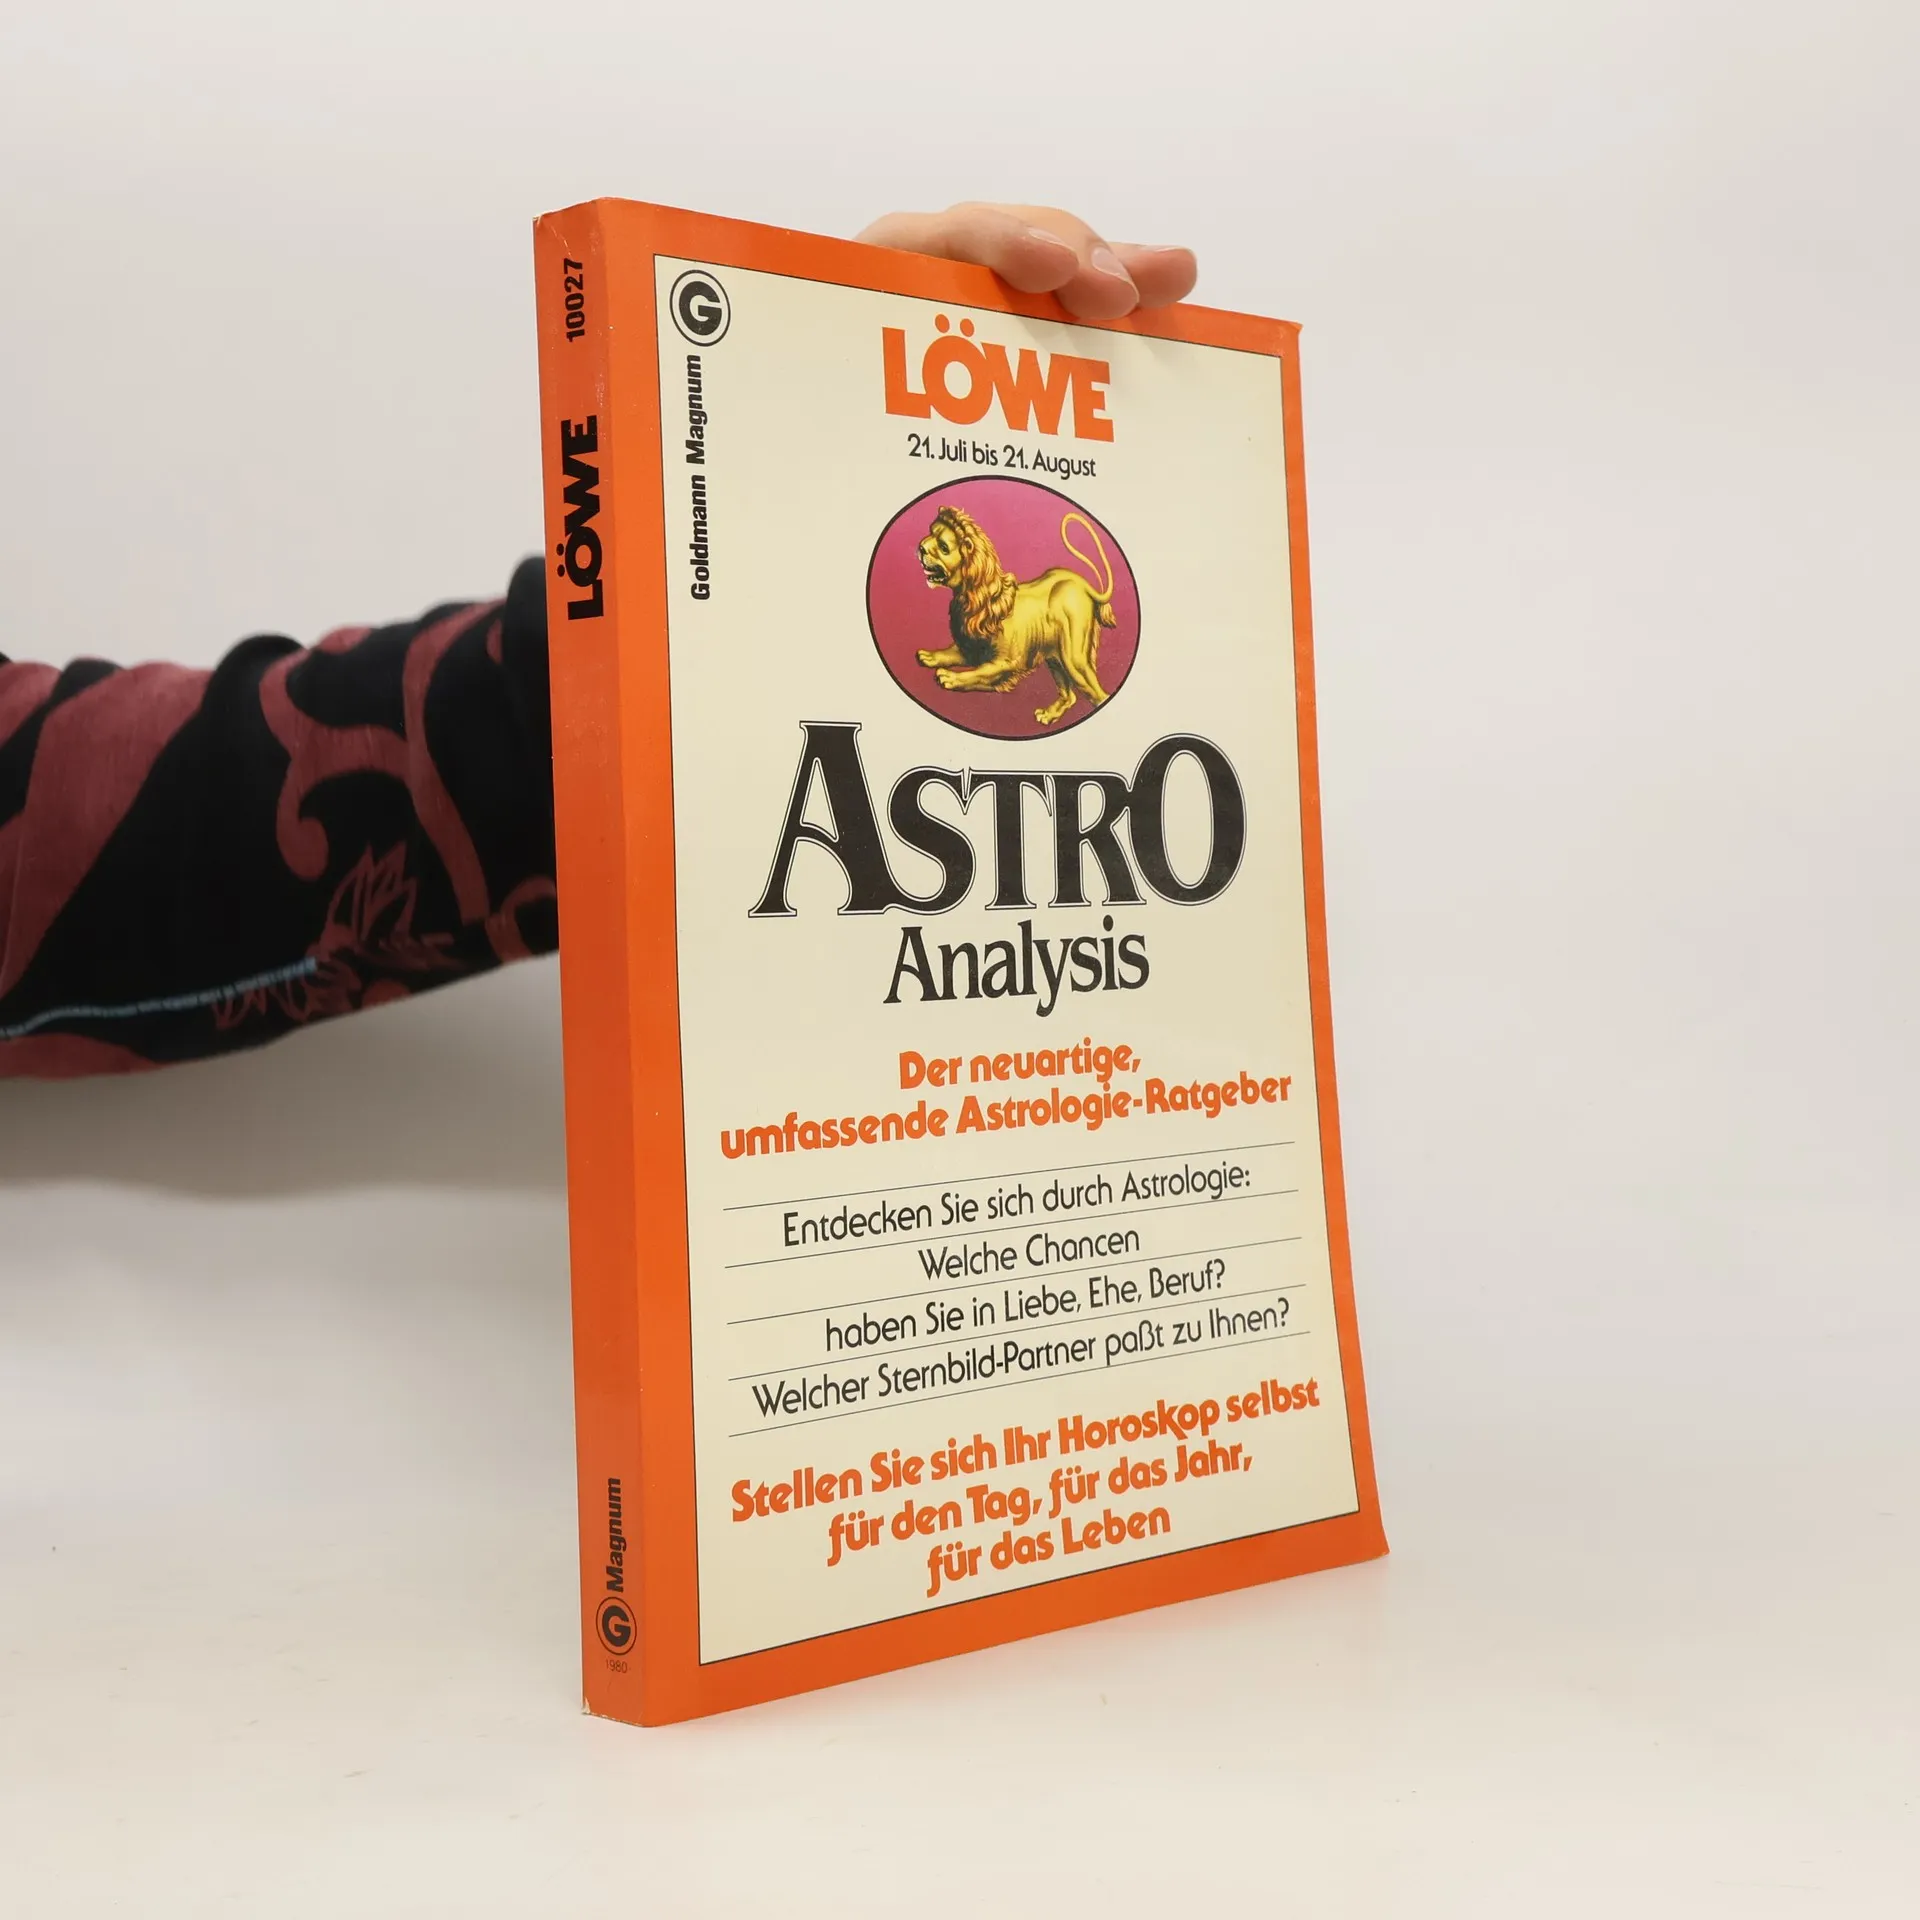 10027
LÖWE
G Magnum
1980
G
Goldmann Magnum
LÖWE
21. Juli bis 21. August
ASTRO
Analysis
Der neuartige,
umfassende Astrologie-Ratgeber
Entdecken Sie sich durch Astrologie:
Welche Chancen
haben Sie in Liebe, Ehe, Beruf?
Welcher Sternbild-Partner paßt zu Ihnen?
Stellen Sie sich Ihr Horoskop selbst
für den Tag, für das Jahr,
für das Leben